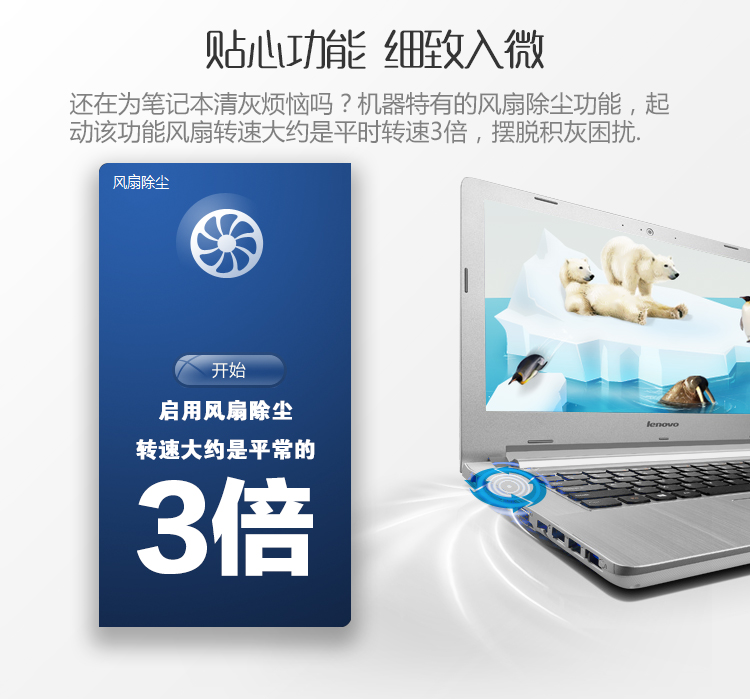 贴心功能 细致入微
还在为笔记本清灰烦恼吗？机器特有的风扇除尘功能，起
动该功能风扇转速大约是平时转速3倍，摆脱积灰困扰.
风扇除尘
开始
启用风扇除尘
转速大约是平常的
3倍
lenovo